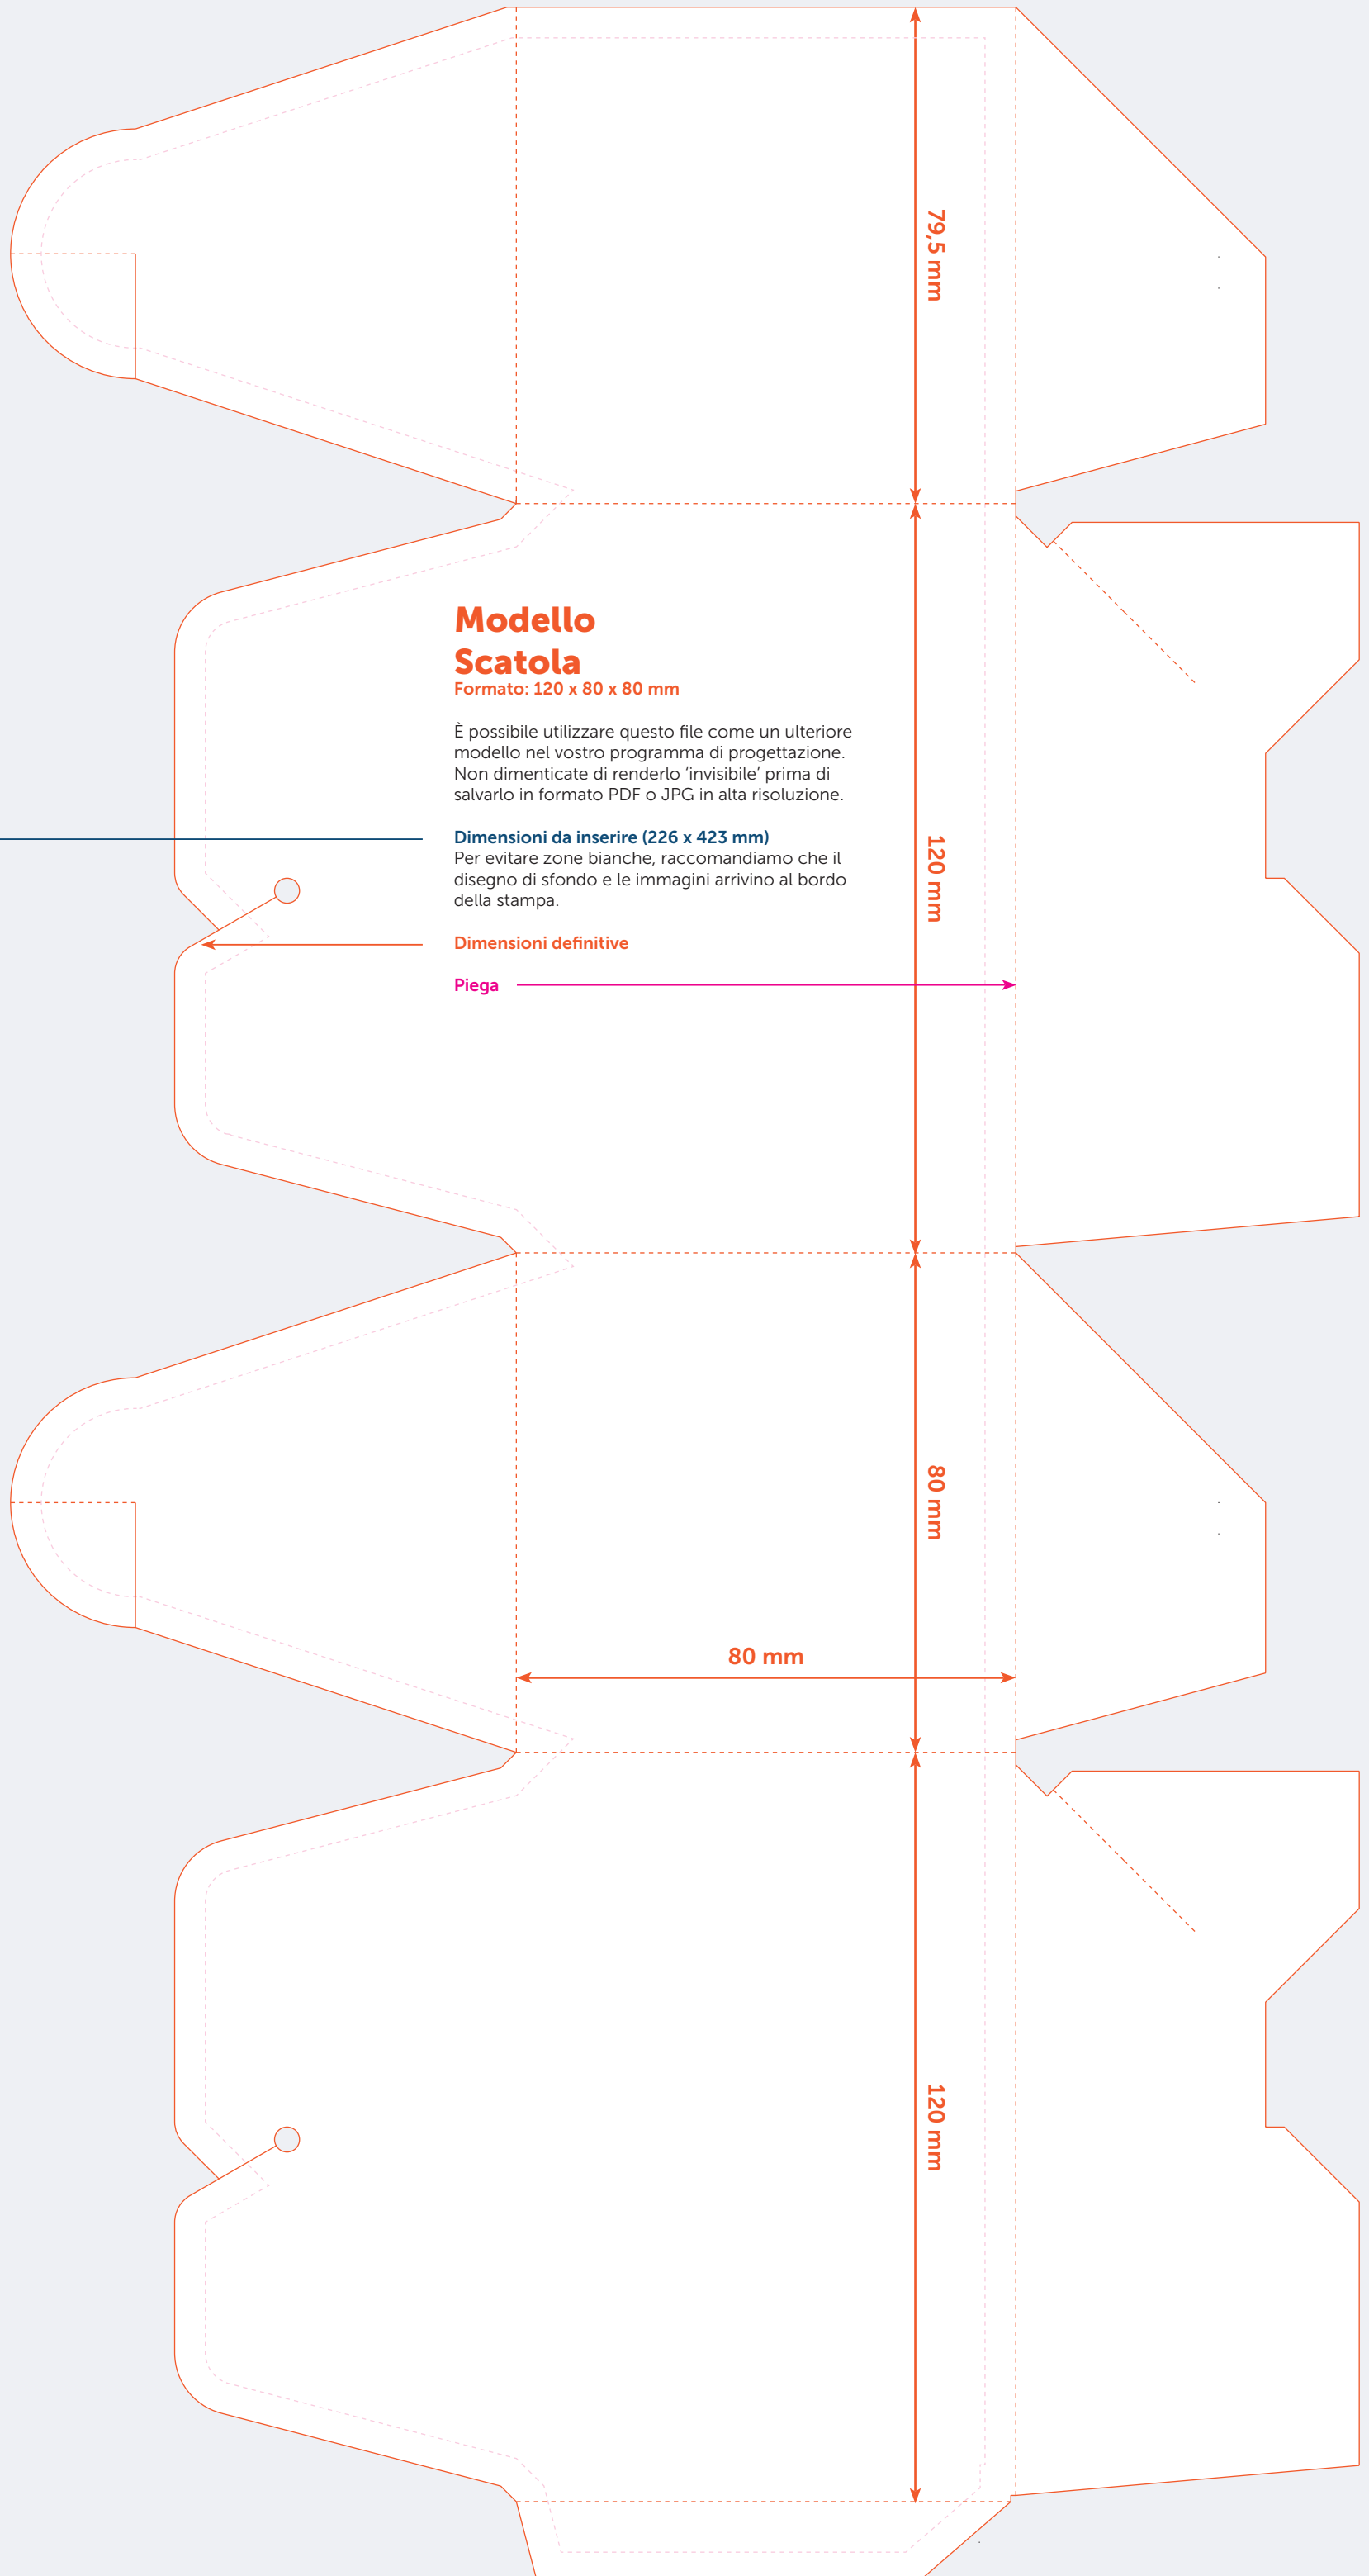 79,5 mm
Modello
Scatola
Formato: 120 x 80 x 80 mm
È possibile utilizzare questo file come un ulteriore
modello nel vostro programma di progettazione.
Non dimenticate di renderlo ‘invisibile’ prima di
salvarlo in formato PDF o JPG in alta risoluzione.
Dimensioni da inserire (226 x 423 mm)
Per evitare zone bianche, raccomandiamo che il
disegno di sfondo e le immagini arrivino al bordo
della stampa.
120 mm
Dimensioni definitive
Piega
80 mm
80 mm
120 mm